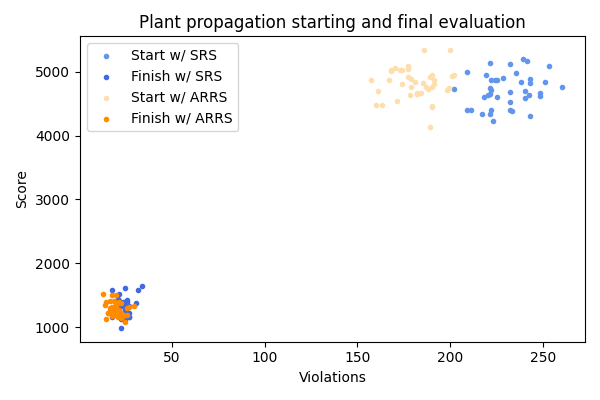 Plant propagation starting and final evaluation
Start w/ SRS
Finish w/ SRS
Start w/ ARRS
Finish w/ ARRS
Score
5000
4000
3000
2000
1000
50
100
150
200
250
Violations